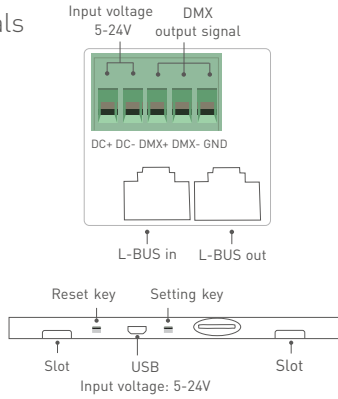 Input voltage
5-24V
DMX
output signal
DC+ DC- DMX+ DMX- GND
L-BUS in
L-BUS out
Reset key
Setting key
Slot
USB
Slot
Input voltage: 5-24V